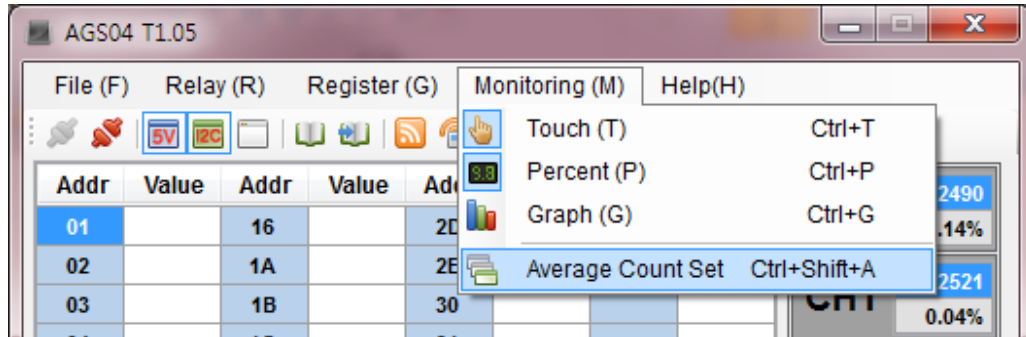 AGS04 T1.05
File (F) Relay (R) Register (G) Monitoring (M) Help(H)
5V I2C
Touch (T) Ctrl+T
Percent (P) Ctrl+P
Graph (G) Ctrl+G
Average Count Set Ctrl+Shift+A
Addr Value Addr Value
01 16 2490
.14%
02 1A 2E 2521
03 1B 30 CH1 0.04%